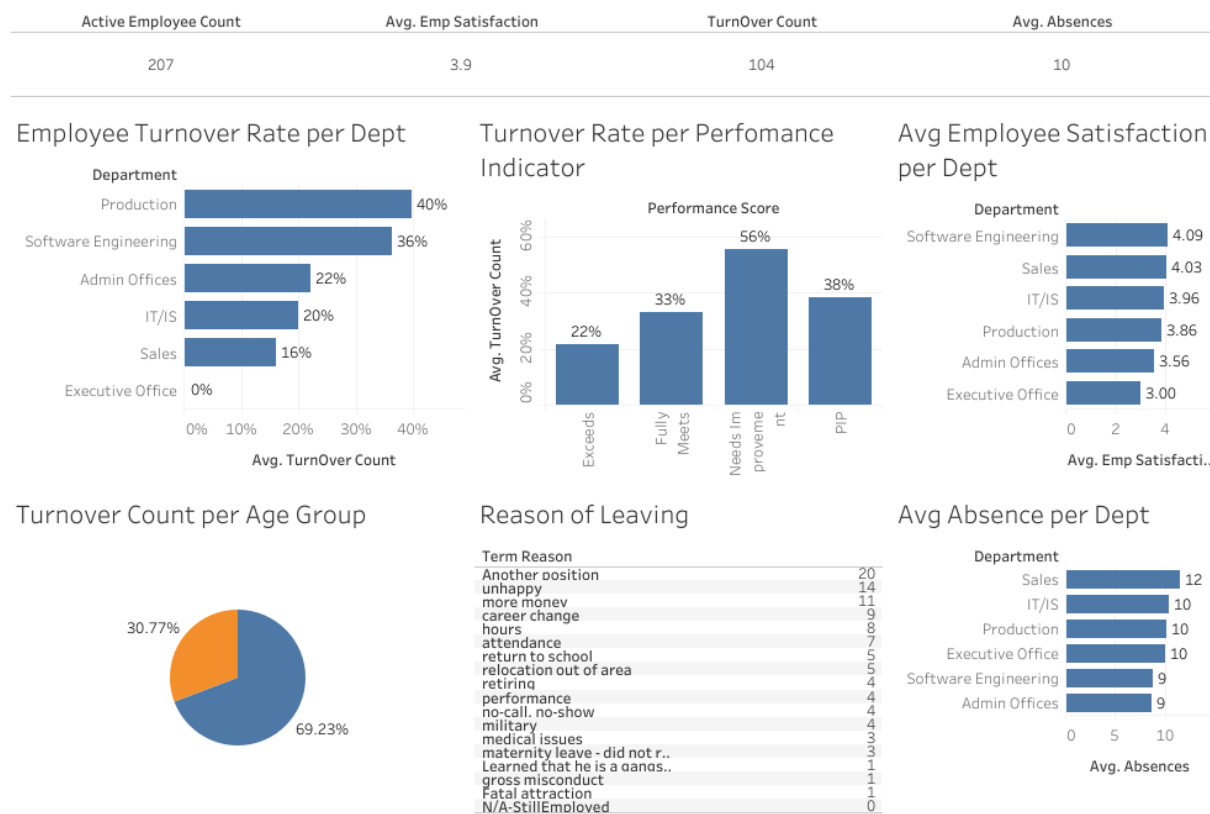 Active Employee Count Avg. Emp Satisfaction TurnOver Count Avg. Absences
207 3.9 104 10
Employee Turnover Rate per Dept
Department
Production 40%
Software Engineering 36%
Admin Offices 22%
IT/IS 20%
Sales 16%
Executive Office 0%
0% 10% 20% 30% 40%
Avg. TurnOver Count
Turnover Rate per Perfomance
Indicator
Performance Score
Avg. TurnOver Count
60%
40%
20%
0%
22% 33% 56% 38%
Exceeds
Fully
Meets
Needs Im
proveme
nt
PIP
Avg Employee Satisfaction
per Dept
Department
Software Engineering 4.09
Sales 4.03
IT/IS 3.96
Production 3.86
Admin Offices 3.56
Executive Office 3.00
0 2 4
Avg. Emp Satisfacti..
Turnover Count per Age Group
30.77%
69.23%
Reason of Leaving
Term Reason
Another position 20
unhappy 14
more money 11
career change 9
hours 8
attendance 7
return to school 5
relocation out of area 5
retiring 4
performance 4
no-call, no-show 4
military 4
medical issues 3
maternity leave - did not r.. 3
Learned that he is a gangs.. 1
gross misconduct 1
Fatal attraction 1
N/A-StillEmployed 0
Avg Absence per Dept
Department
Sales 12
IT/IS 10
Production 10
Executive Office 10
Software Engineering 9
Admin Offices 9
0 5 10
Avg. Absences